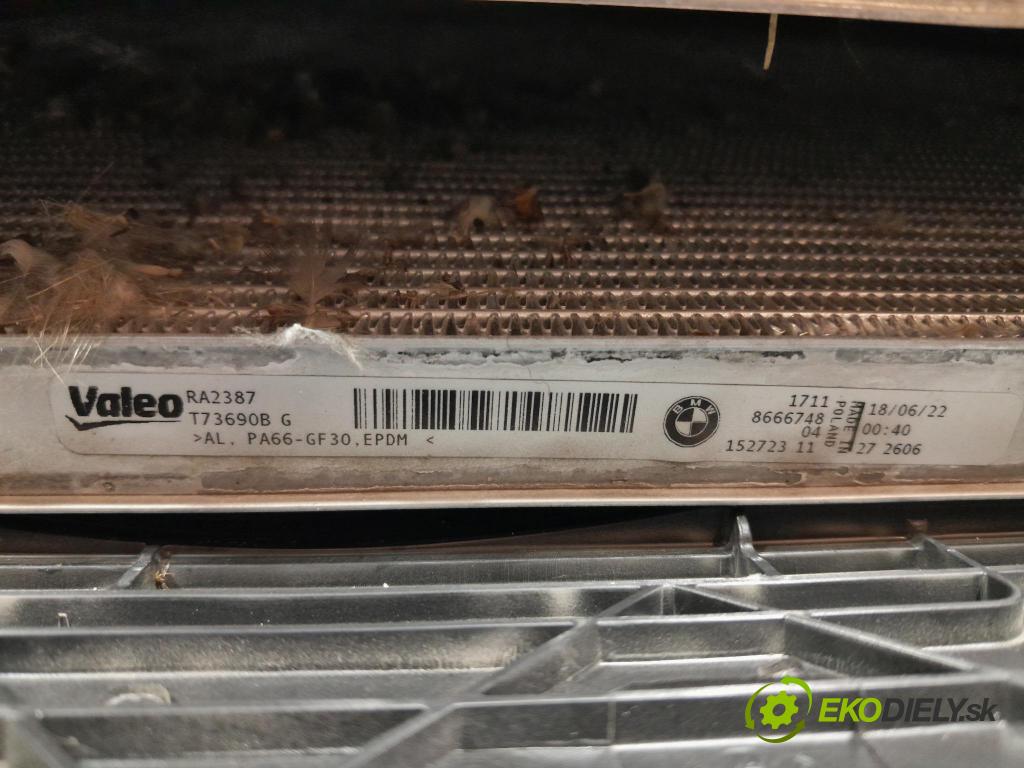 Valeo
RA2387
T73690B G
>AL, PA66-GF30,EPDM <
BMW
1711
8666748
04
152723 11
MADE IN
POLAND
18/06/22
00:40
27 2606
EKODIELY.sk